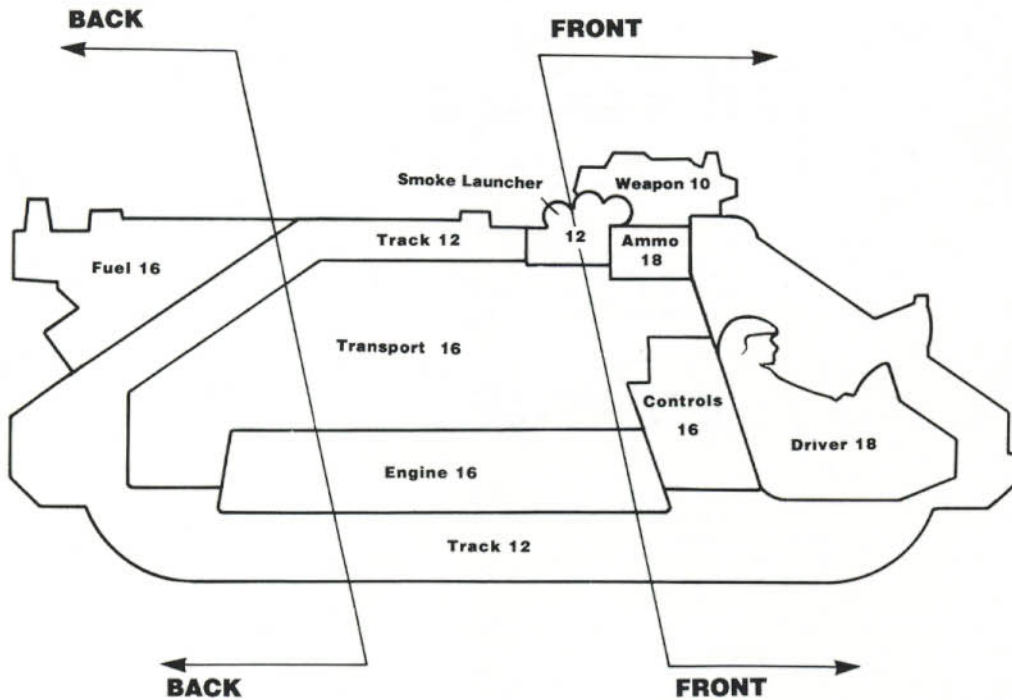 BACK
FRONT
Smoke Launcher
Weapon 10
Track 12
12
Ammo
18
Fuel 16
Transport 16
Controls
16
Engine 16
Driver 18
Track 12
BACK
FRONT